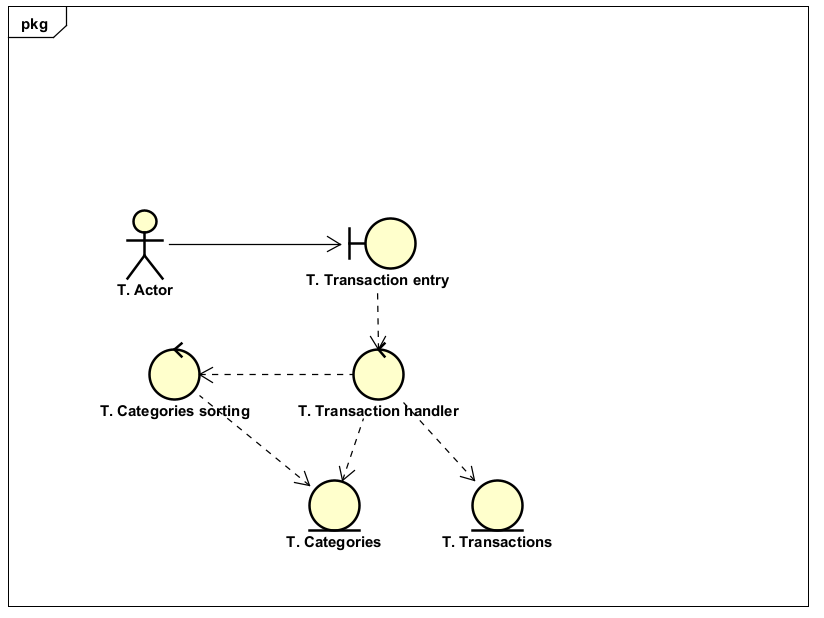 pkg
T. Actor
T. Transaction entry
T. Categories sorting
T. Transaction handler
T. Categories
T. Transactions